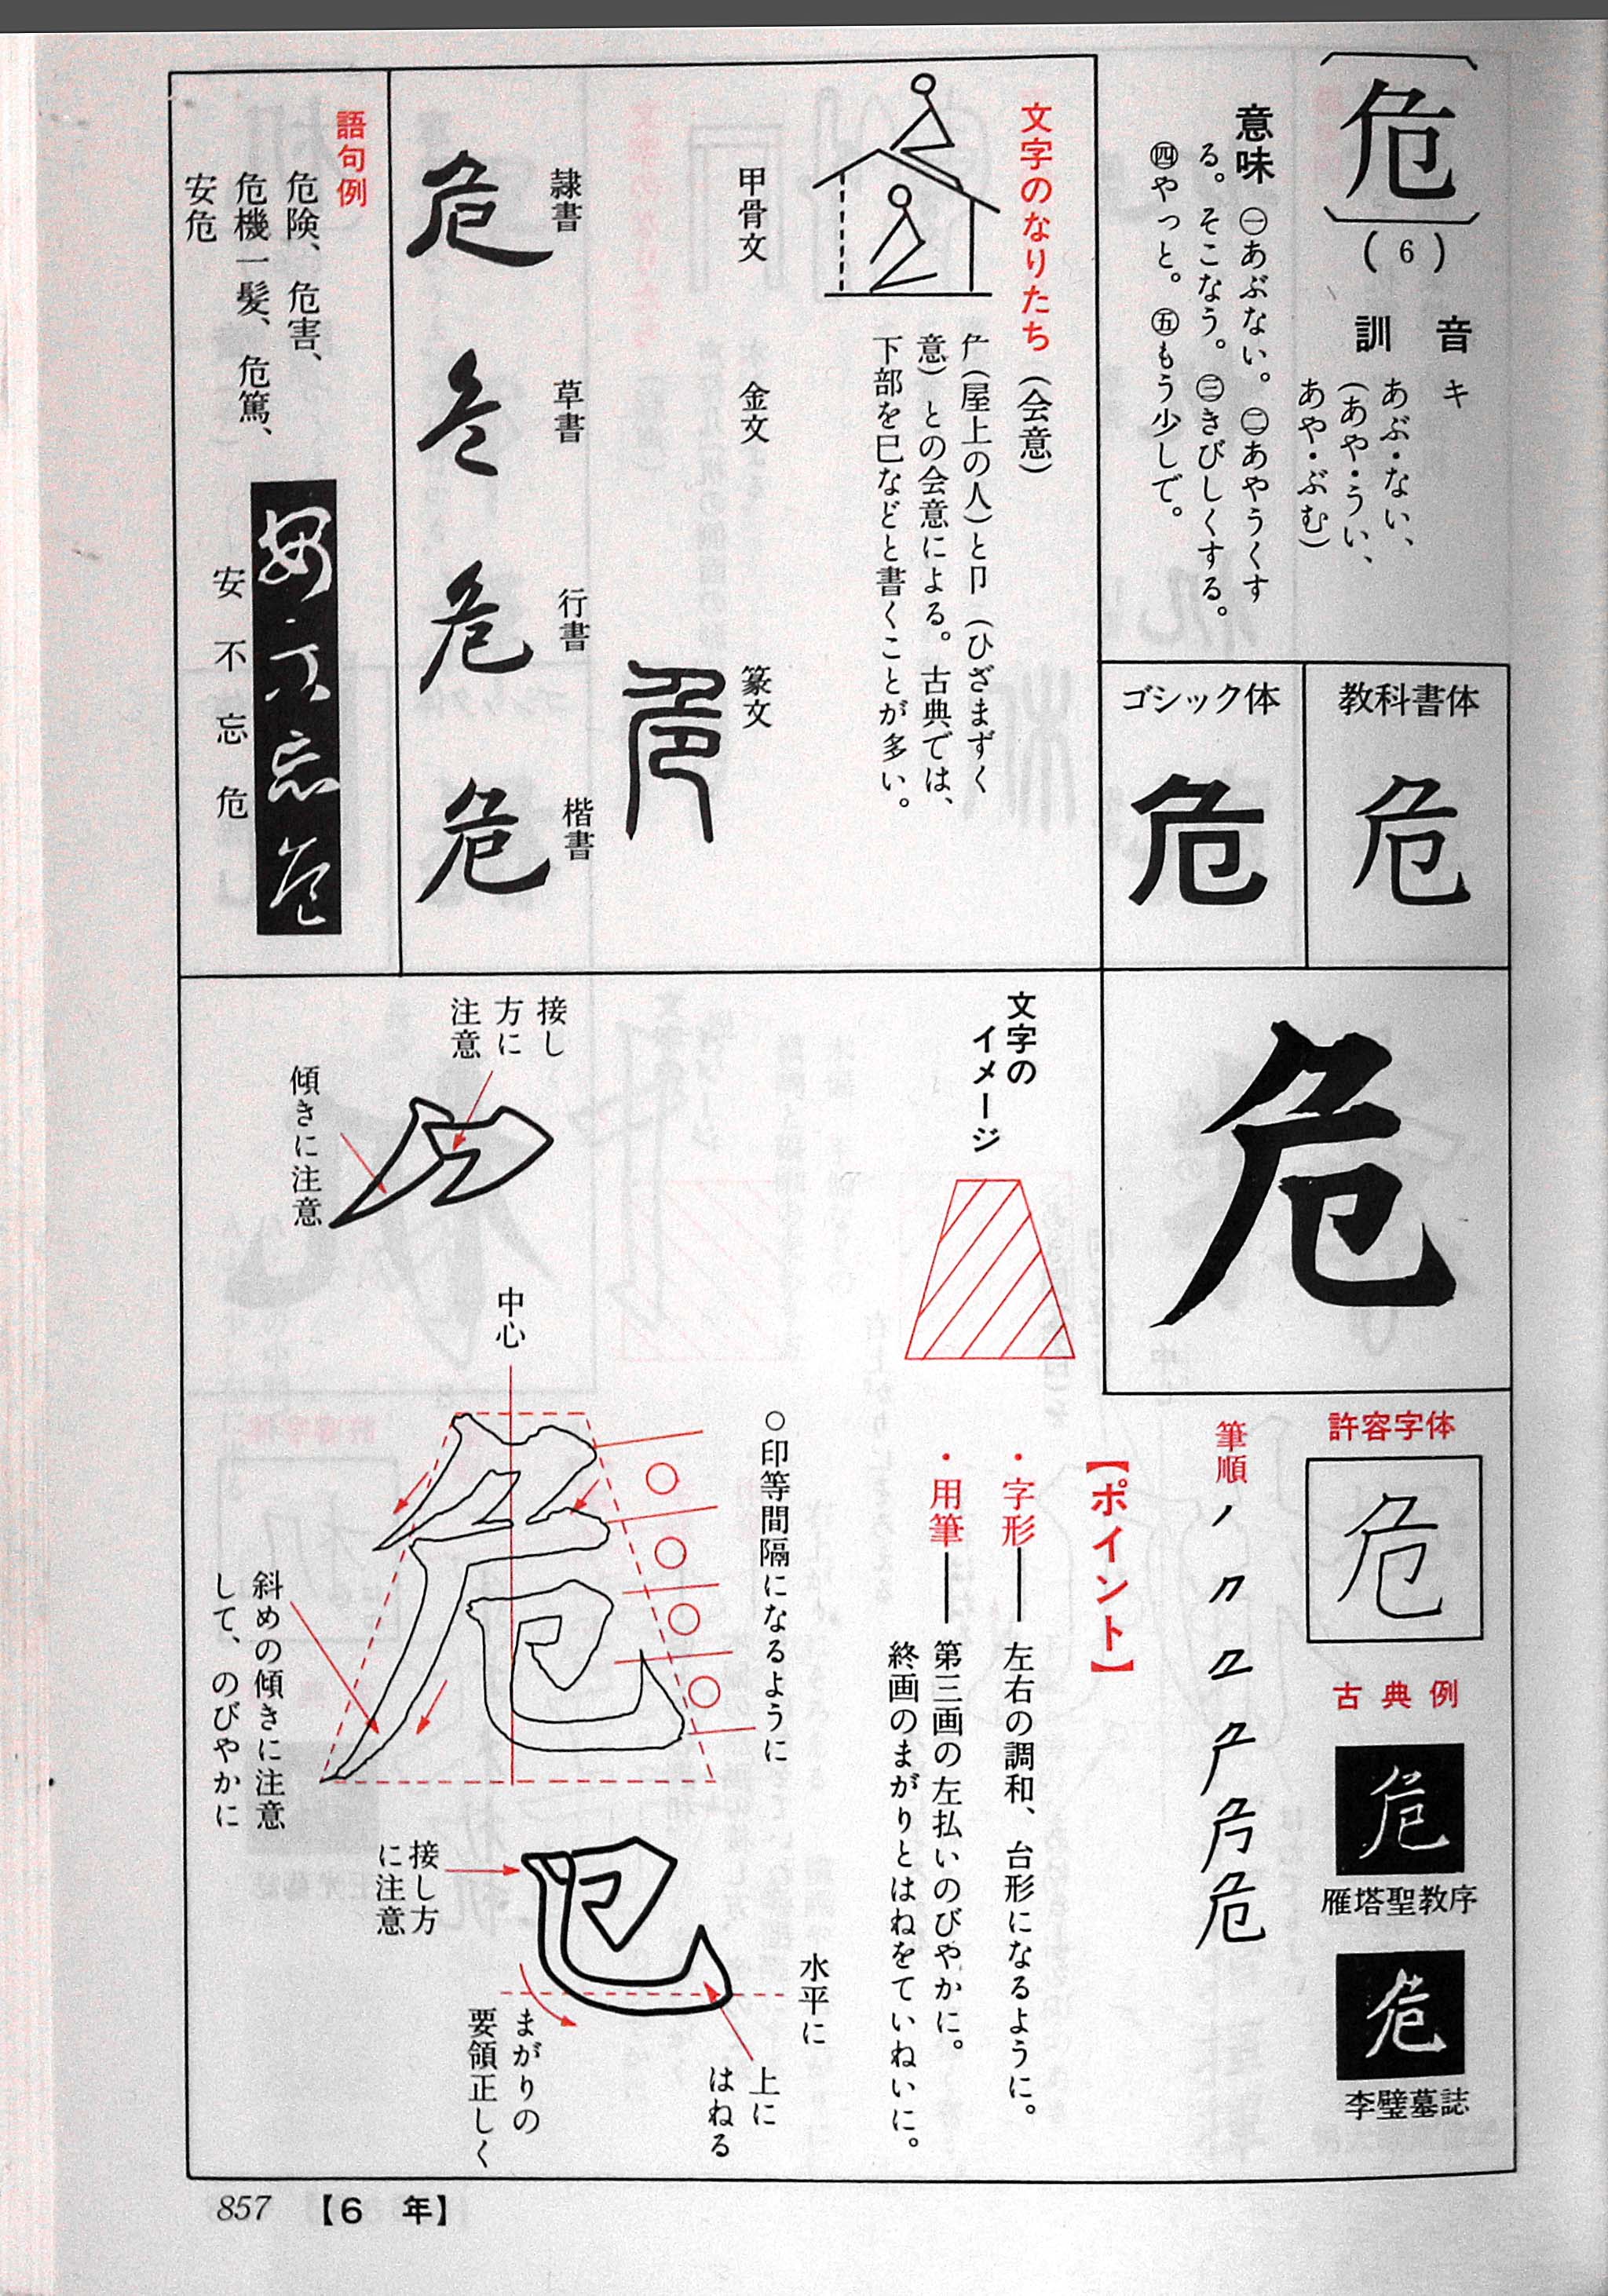 危
(6)
音 キ
訓 あぶ・ない、
(あや・うい、
あや・ぶむ)
意味 ㊀あぶない。㊁あやうくす
る。そこなう。㊂きびしくする。
㊃やっと。㊄もう少しで。
教科書体
危
ゴシック体
危
危
許容字体
危
古典例
危
雁塔聖教序
危
李璧墓誌
筆順
危
文字のなりたち (会意)
⺈厂(屋上の人)と卩(ひざまずく
意)との会意による。古典では、
下部を巳などと書くことが多い。
甲骨文
金文
篆文
危
隷書
危
草書
危
行書
危
楷書
危
語句例
危険、危害、
危機一髪、危篤、
安危
安不忘危
安不忘危
文字の
イメージ
【ポイント】
・字形――左右の調和、台形になるように。
・用筆――第三画の左払いのびやかに。
終画のまがりとはねをていねいに。
接し
方に
注意
傾きに注意
中心
○印等間隔になるように
斜めの傾きに注意
して、のびやかに
水平に
上に
はねる
接し方
に注意
まがりの
要領正しく
857 【6 年】